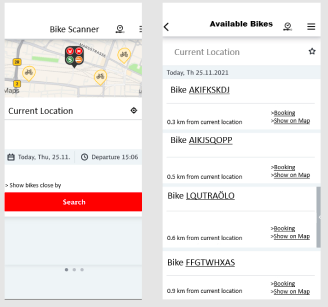 Bike Scanner
Maps
Current Location
Today, Thu, 25.11.
Departure 15:06
> Show bikes close by
Search
Available Bikes
Current Location
Today, Th 25.11.2021
Bike AKIFKSKDJ
>Booking
0.3 km from current location
>Show on Map
Bike AIKJSQOPP
>Booking
0.5 km from current location
>Show on Map
Bike LQUTRAÖLO
>Booking
0.6 km from current location
>Show on Map
Bike FFGTWHXAS
>Booking
0.9 km from current location
>Show on Map